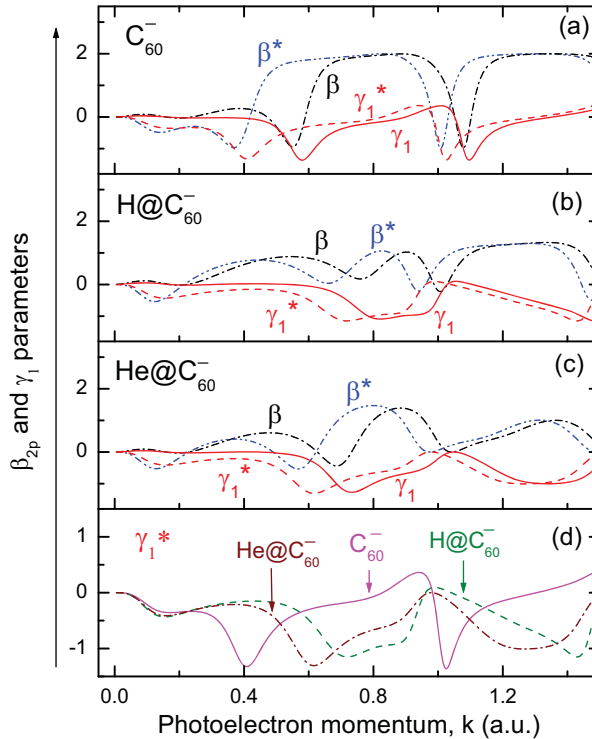 C₆₀⁻
(a)
β*
β
γ₁*
γ₁
2
0
H@C₆₀⁻
(b)
β
β*
γ₁*
γ₁
2
0
He@C₆₀⁻
(c)
β
β*
γ₁*
γ₁
2
0
γ₁*
(d)
He@C₆₀⁻
C₆₀⁻
H@C₆₀⁻
1
0
-1
0.0 0.4 0.8 1.2
Photoelectron momentum, k (a.u.)
β₂ₚ and γ₁ parameters